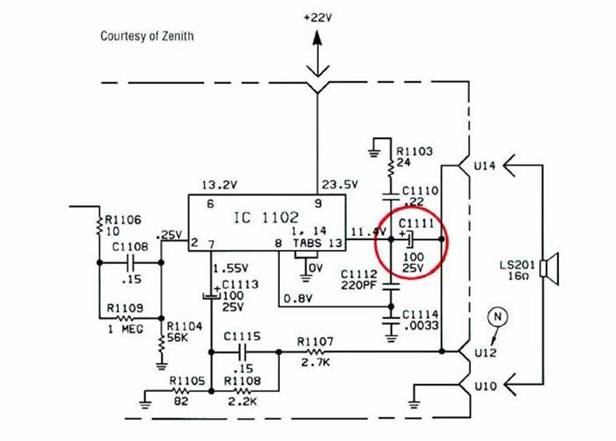 +22V
Courtesy of Zenith
R1103
24
U14
C1110
.22
13.2V
23.5V
6
9
IC 1102
C1111
+
100
25V
R1106
10
C1108
.15
.25V
2
7
8
1, 14
TABS
13
11.4V
0V
LS201
16Ω
1.55V
+
C1113
100
25V
C1112
220PF
0.8V
C1114
.0033
R1109
1 MEG
R1104
56K
N
C1115
.15
R1107
2.7K
U12
R1105
82
R1108
2.2K
U10